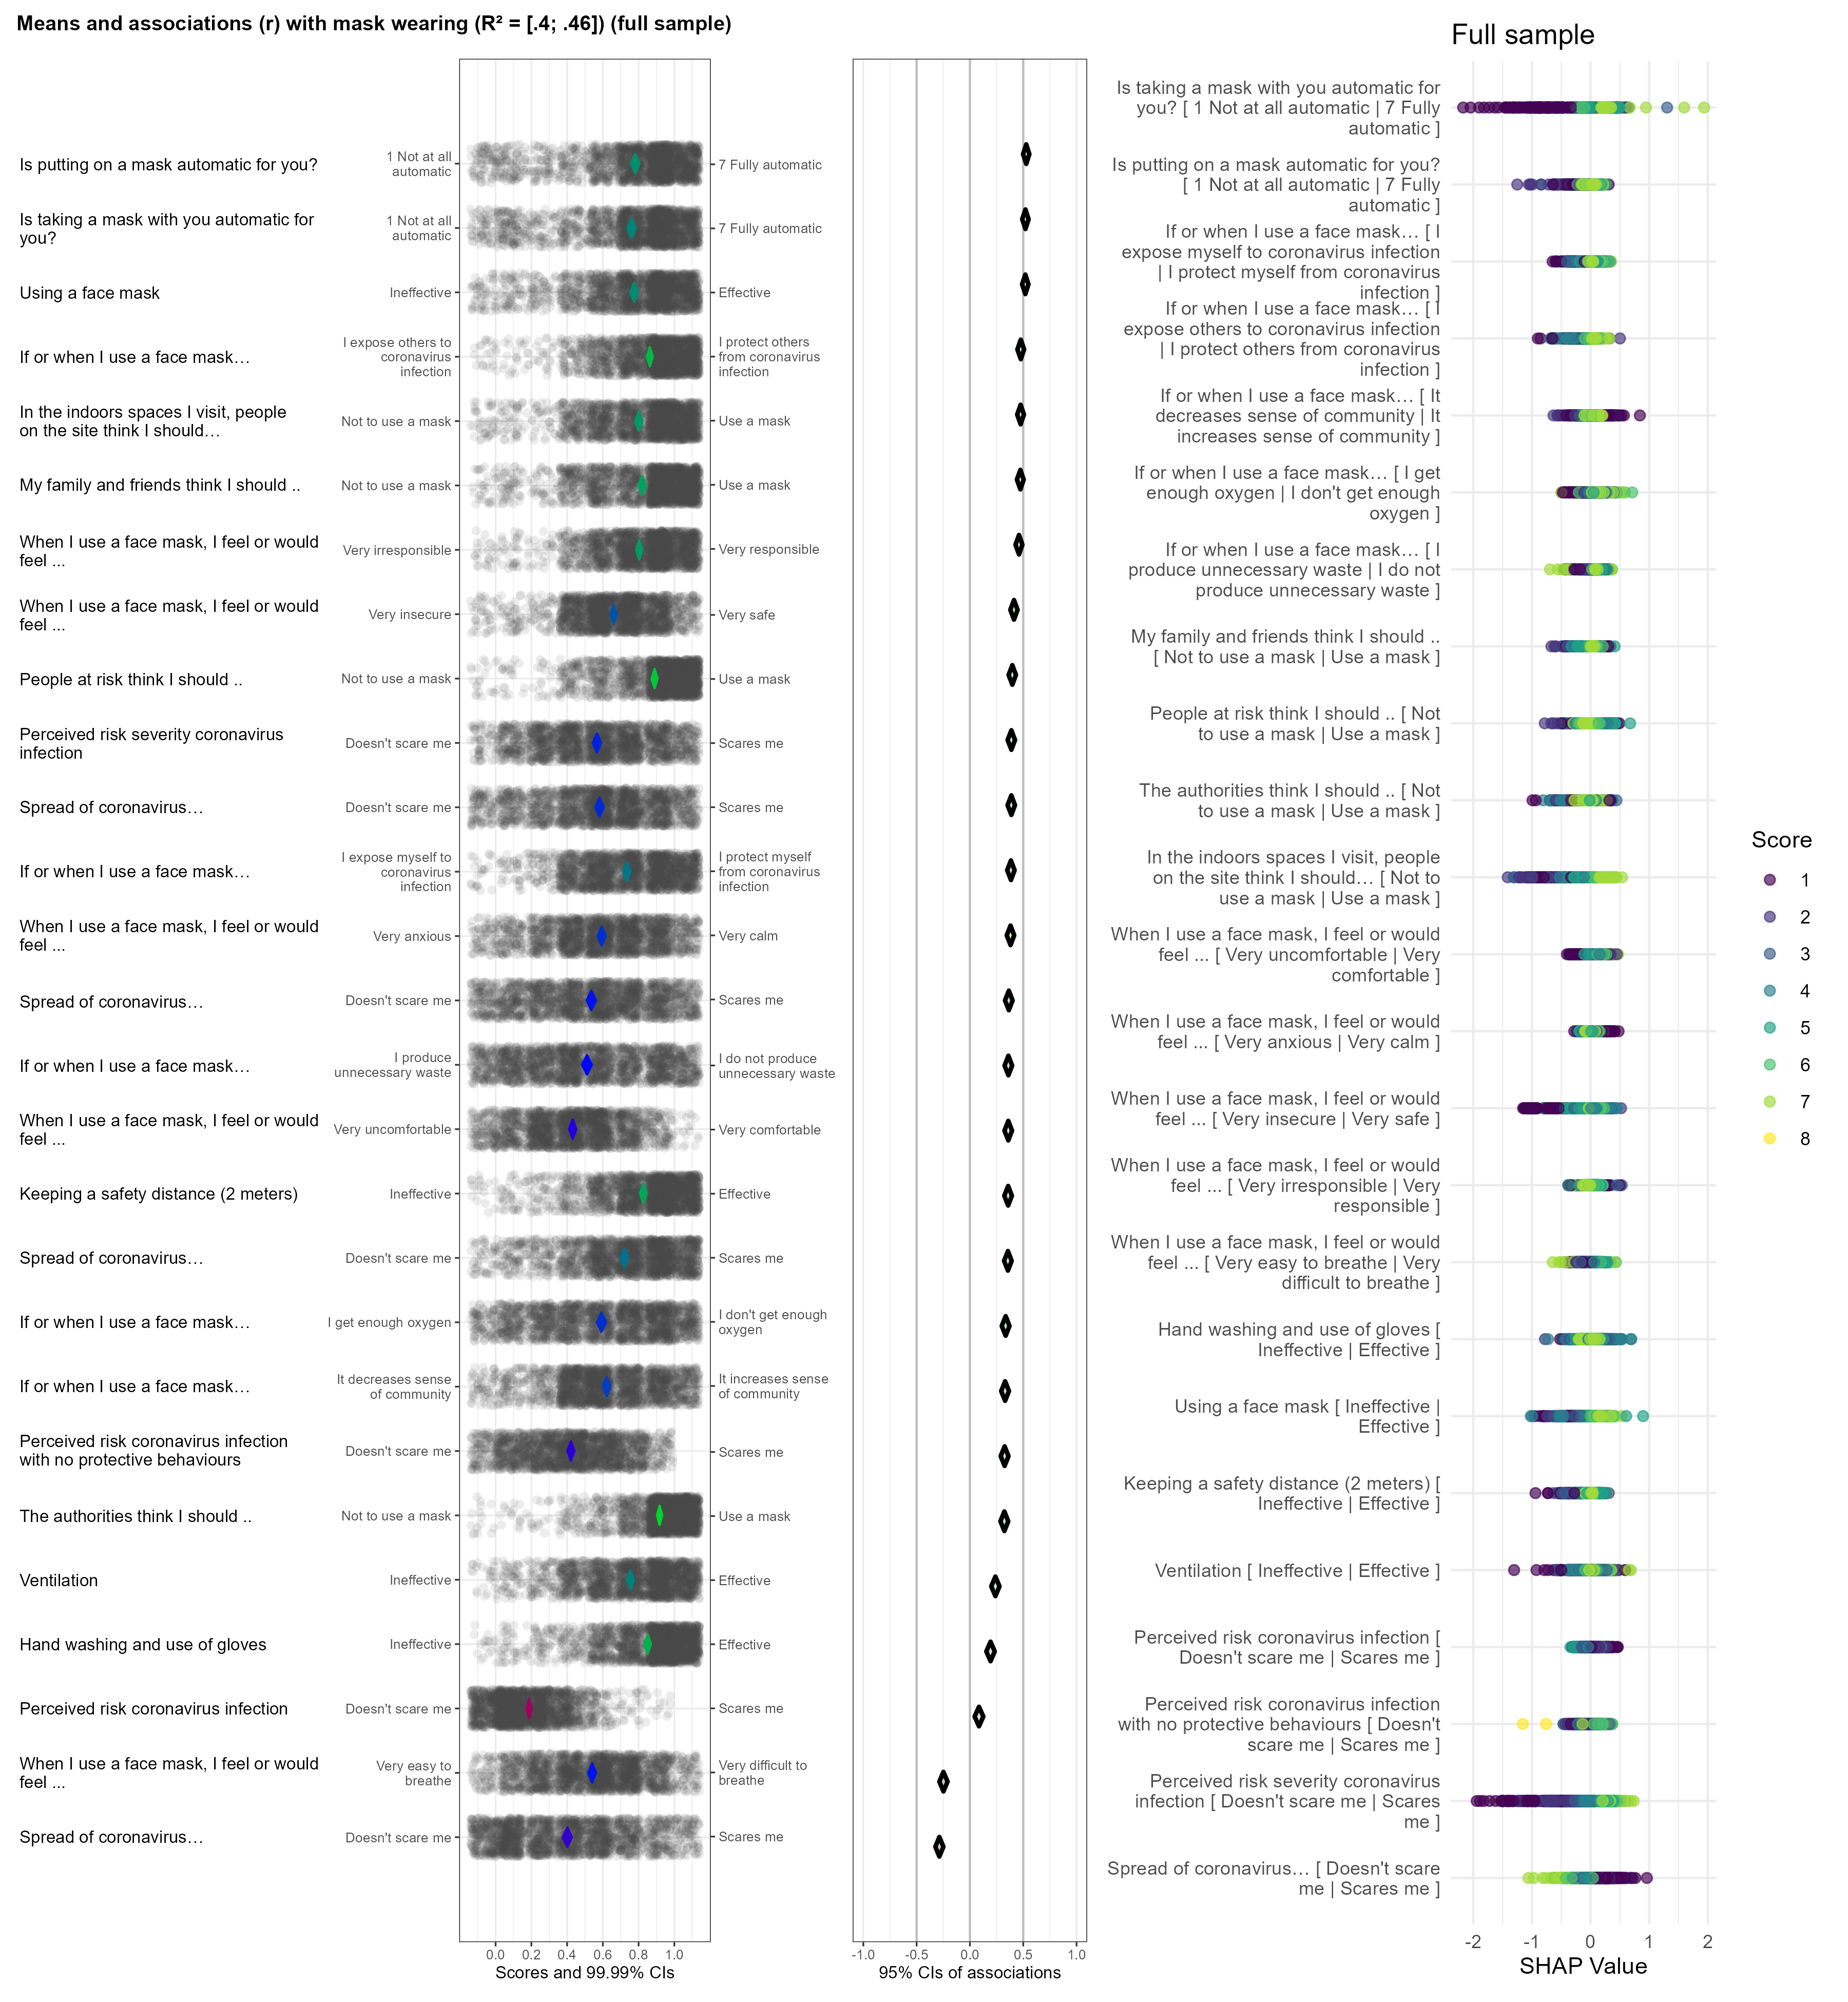 Means and associations (r) with mask wearing (R² = [.4; .46]) (full sample)
Is putting on a mask automatic for you?
1 Not at all
automatic
7 Fully automatic
Is taking a mask with you automatic for
you?
1 Not at all
automatic
7 Fully automatic
Using a face mask
Ineffective
Effective
If or when I use a face mask…
I expose others to
coronavirus
infection
I protect others
from coronavirus
infection
In the indoors spaces I visit, people
on the site think I should…
Not to use a mask
Use a mask
My family and friends think I should ..
Not to use a mask
Use a mask
When I use a face mask, I feel or would
feel ...
Very irresponsible
Very responsible
When I use a face mask, I feel or would
feel ...
Very insecure
Very safe
People at risk think I should ..
Not to use a mask
Use a mask
Perceived risk severity coronavirus
infection
Doesn't scare me
Scares me
Spread of coronavirus…
Doesn't scare me
Scares me
If or when I use a face mask…
I expose myself to
coronavirus
infection
I protect myself
from coronavirus
infection
When I use a face mask, I feel or would
feel ...
Very anxious
Very calm
Spread of coronavirus…
Doesn't scare me
Scares me
If or when I use a face mask…
I produce
unnecessary waste
I do not produce
unnecessary waste
When I use a face mask, I feel or would
feel ...
Very uncomfortable
Very comfortable
Keeping a safety distance (2 meters)
Ineffective
Effective
Spread of coronavirus…
Doesn't scare me
Scares me
If or when I use a face mask…
I get enough oxygen
I don't get enough
oxygen
If or when I use a face mask…
It decreases sense
of community
It increases sense
of community
Perceived risk coronavirus infection
with no protective behaviours
Doesn't scare me
Scares me
The authorities think I should ..
Not to use a mask
Use a mask
Ventilation
Ineffective
Effective
Hand washing and use of gloves
Ineffective
Effective
Perceived risk coronavirus infection
Doesn't scare me
Scares me
When I use a face mask, I feel or would
feel ...
Very easy to
breathe
Very difficult to
breathe
Spread of coronavirus…
Doesn't scare me
Scares me
0.0 0.2 0.4 0.6 0.8 1.0
Scores and 99.99% CIs
-1.0 -0.5 0.0 0.5 1.0
95% CIs of associations
Full sample
Is taking a mask with you automatic for
you? [ 1 Not at all automatic | 7 Fully
automatic ]
Is putting on a mask automatic for you?
[ 1 Not at all automatic | 7 Fully
automatic ]
If or when I use a face mask… [ I
expose myself to coronavirus infection
| I protect myself from coronavirus
infection ]
If or when I use a face mask… [ I
expose others to coronavirus infection
| I protect others from coronavirus
infection ]
If or when I use a face mask… [ It
decreases sense of community | It
increases sense of community ]
If or when I use a face mask… [ I get
enough oxygen | I don't get enough
oxygen ]
If or when I use a face mask… [ I
produce unnecessary waste | I do not
produce unnecessary waste ]
My family and friends think I should ..
[ Not to use a mask | Use a mask ]
People at risk think I should .. [ Not
to use a mask | Use a mask ]
The authorities think I should .. [ Not
to use a mask | Use a mask ]
In the indoors spaces I visit, people
on the site think I should… [ Not to
use a mask | Use a mask ]
When I use a face mask, I feel or would
feel ... [ Very uncomfortable | Very
comfortable ]
When I use a face mask, I feel or would
feel ... [ Very anxious | Very calm ]
When I use a face mask, I feel or would
feel ... [ Very insecure | Very safe ]
When I use a face mask, I feel or would
feel ... [ Very irresponsible | Very
responsible ]
When I use a face mask, I feel or would
feel ... [ Very easy to breathe | Very
difficult to breathe ]
Hand washing and use of gloves [
Ineffective | Effective ]
Using a face mask [ Ineffective |
Effective ]
Keeping a safety distance (2 meters) [
Ineffective | Effective ]
Ventilation [ Ineffective | Effective ]
Perceived risk coronavirus infection [
Doesn't scare me | Scares me ]
Perceived risk coronavirus infection
with no protective behaviours [ Doesn't
scare me | Scares me ]
Perceived risk severity coronavirus
infection [ Doesn't scare me | Scares
me ]
Spread of coronavirus… [ Doesn't scare
me | Scares me ]
-2 -1 0 1 2
SHAP Value
Score
1
2
3
4
5
6
7
8